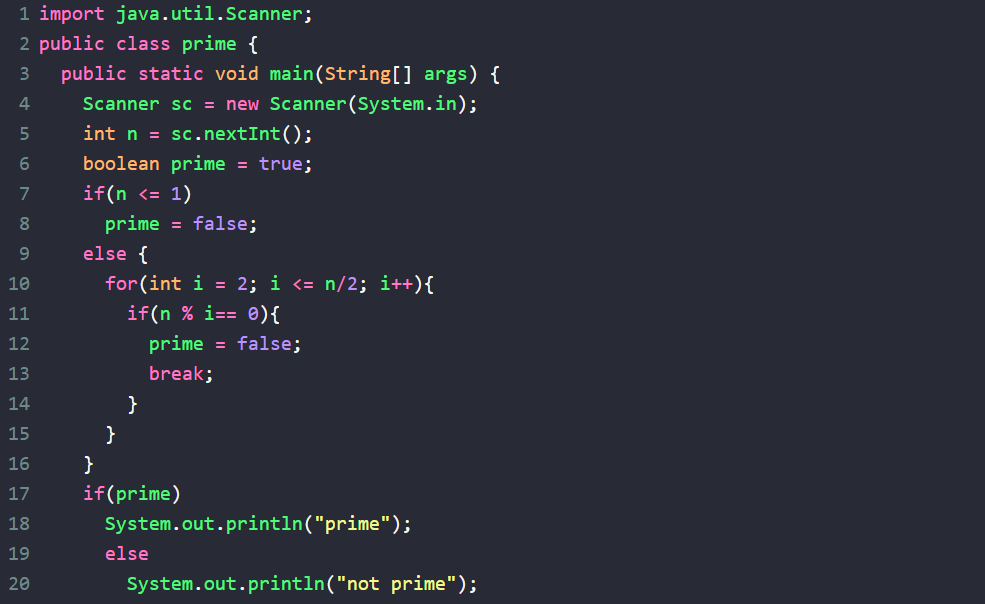 1 import java.util.Scanner;
2 public class prime {
3   public static void main(String[] args) {
4     Scanner sc = new Scanner(System.in);
5     int n = sc.nextInt();
6     boolean prime = true;
7     if(n <= 1)
8       prime = false;
9     else {
10       for(int i = 2; i <= n/2; i++){
11         if(n % i== 0){
12           prime = false;
13           break;
14         }
15       }
16     }
17     if(prime)
18       System.out.println("prime");
19       else
20         System.out.println("not prime");